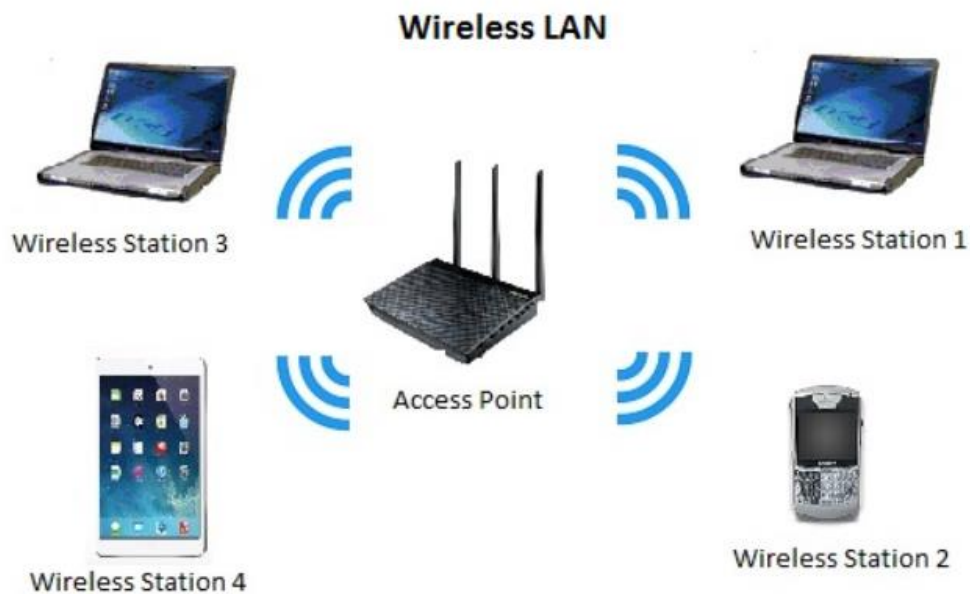 Wireless LAN
Wireless Station 3
Wireless Station 1
Access Point
Wireless Station 4
Wireless Station 2